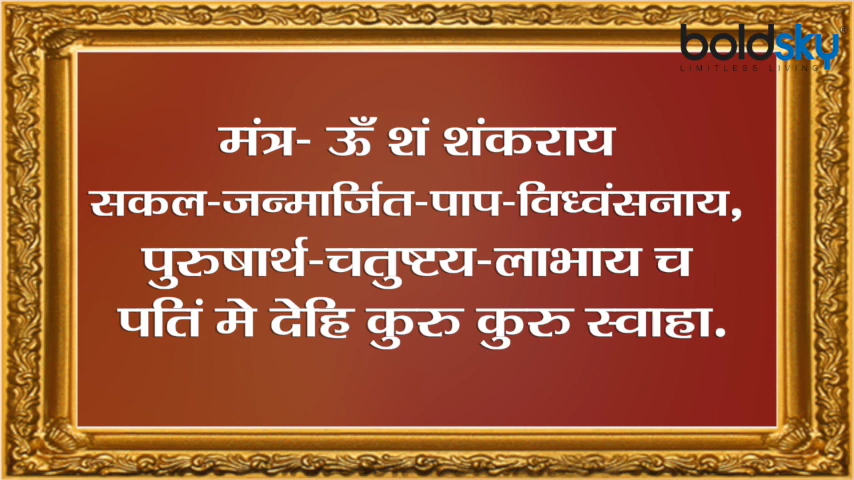 boldsky
LIMITLESS LIVING
मंत्र- ऊँ शं शंकराय
सकल-जन्मार्जित-पाप-विध्वंसनाय,
पुरुषार्थ-चतुष्टय-लाभाय च
पतिं मे देहि कुरु कुरु स्वाहा.